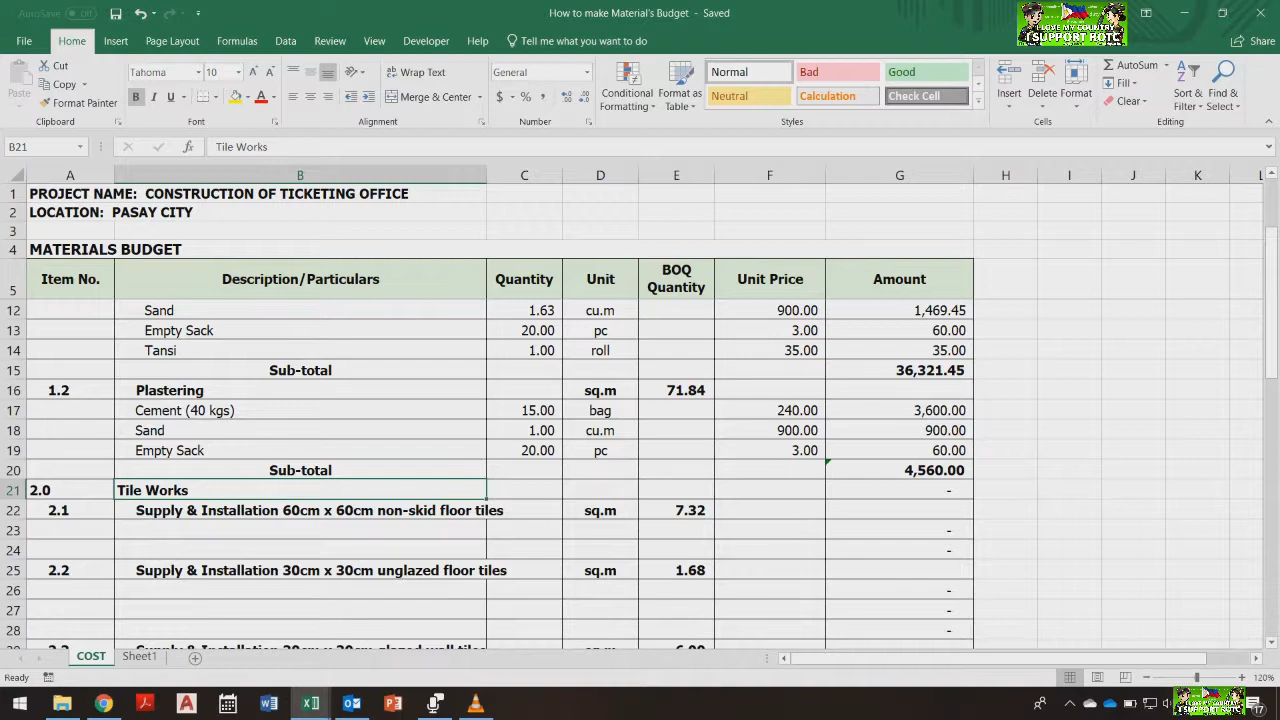 AutoSave Off
How to make Material's Budget - Saved
I LOVE MY COUNTRY
I SUPPORT ROTC
File Home Insert Page Layout Formulas Data Review View Developer Help Tell me what you want to do Share
Paste
Cut
Copy
Format Painter
Clipboard
Tahoma 10
B I U
Font
Wrap Text
Merge & Center
Alignment
General
$ % ,
Number
Conditional Formatting
Format as Table
Normal Bad Good
Neutral Calculation Check Cell
Styles
Insert Delete Format
Cells
AutoSum
Fill
Clear
Sort & Filter
Find & Select
Editing
B21 fx Tile Works
A B C D E F G H I J K L
1 PROJECT NAME: CONSTRUCTION OF TICKETING OFFICE
2 LOCATION: PASAY CITY
3
4 MATERIALS BUDGET
5 Item No. Description/Particulars Quantity Unit BOQ Quantity Unit Price Amount
12 Sand 1.63 cu.m 900.00 1,469.45
13 Empty Sack 20.00 pc 3.00 60.00
14 Tansi 1.00 roll 35.00 35.00
15 Sub-total 36,321.45
16 1.2 Plastering sq.m 71.84
17 Cement (40 kgs) 15.00 bag 240.00 3,600.00
18 Sand 1.00 cu.m 900.00 900.00
19 Empty Sack 20.00 pc 3.00 60.00
20 Sub-total 4,560.00
21 2.0 Tile Works -
22 2.1 Supply & Installation 60cm x 60cm non-skid floor tiles sq.m 7.32
23 -
24 -
25 2.2 Supply & Installation 30cm x 30cm unglazed floor tiles sq.m 1.68
26 -
27 -
28 -
COST Sheet1
Ready 120%